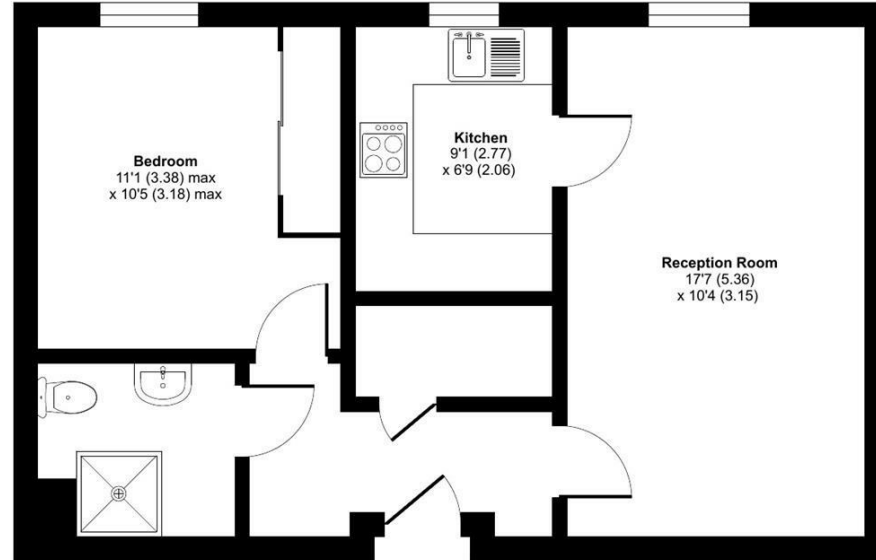 Bedroom
11'1 (3.38) max
x 10'5 (3.18) max
Kitchen
9'1 (2.77)
x 6'9 (2.06)
Reception Room
17'7 (5.36)
x 10'4 (3.15)